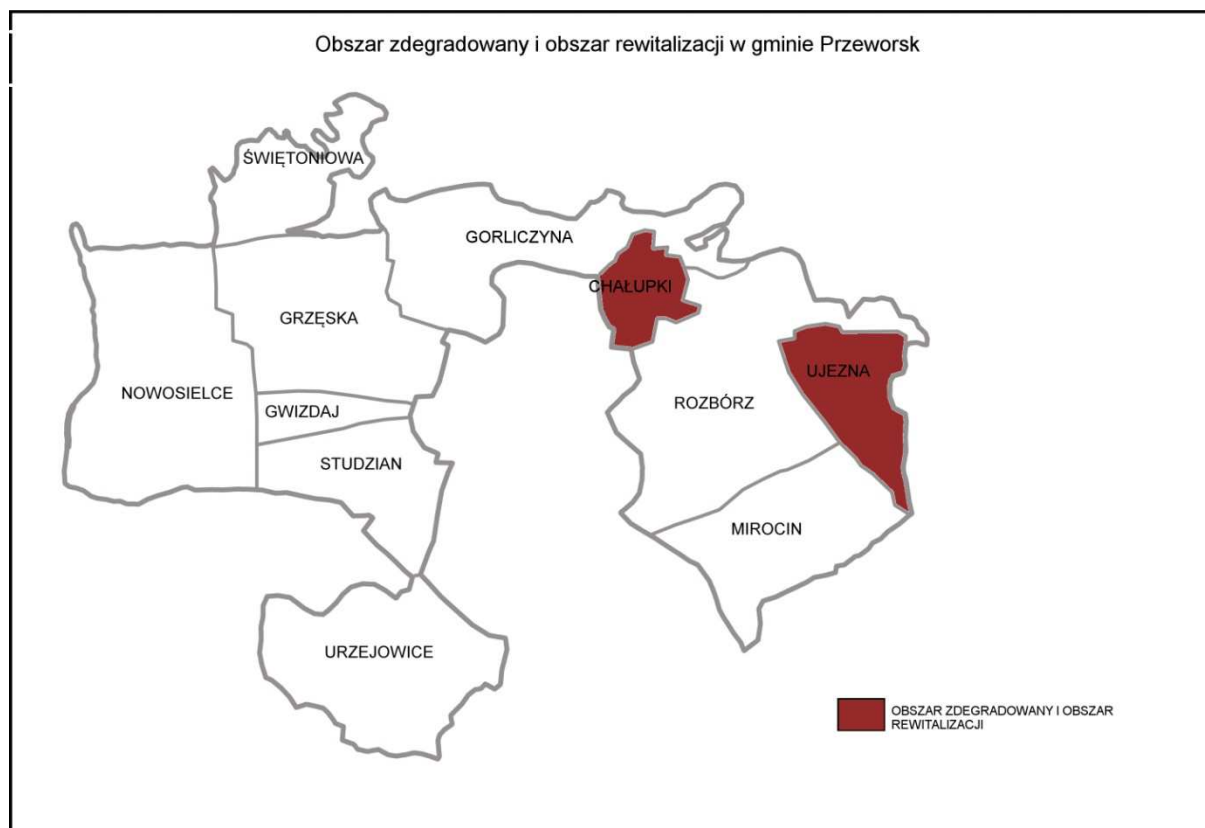 Obszar zdegradowany i obszar rewitalizacji w gminie Przeworsk
ŚWIĘTONIOWA
GORLICZYNA
CHAŁUPKI
GRZĘSKA
UJEZNA
NOWOSIELCE
ROZBÓRZ
GWIZDAJ
STUDZIAN
MIROCIN
URZEJOWICE
OBSZAR ZDEGRADOWANY I OBSZAR
REWITALIZACJI